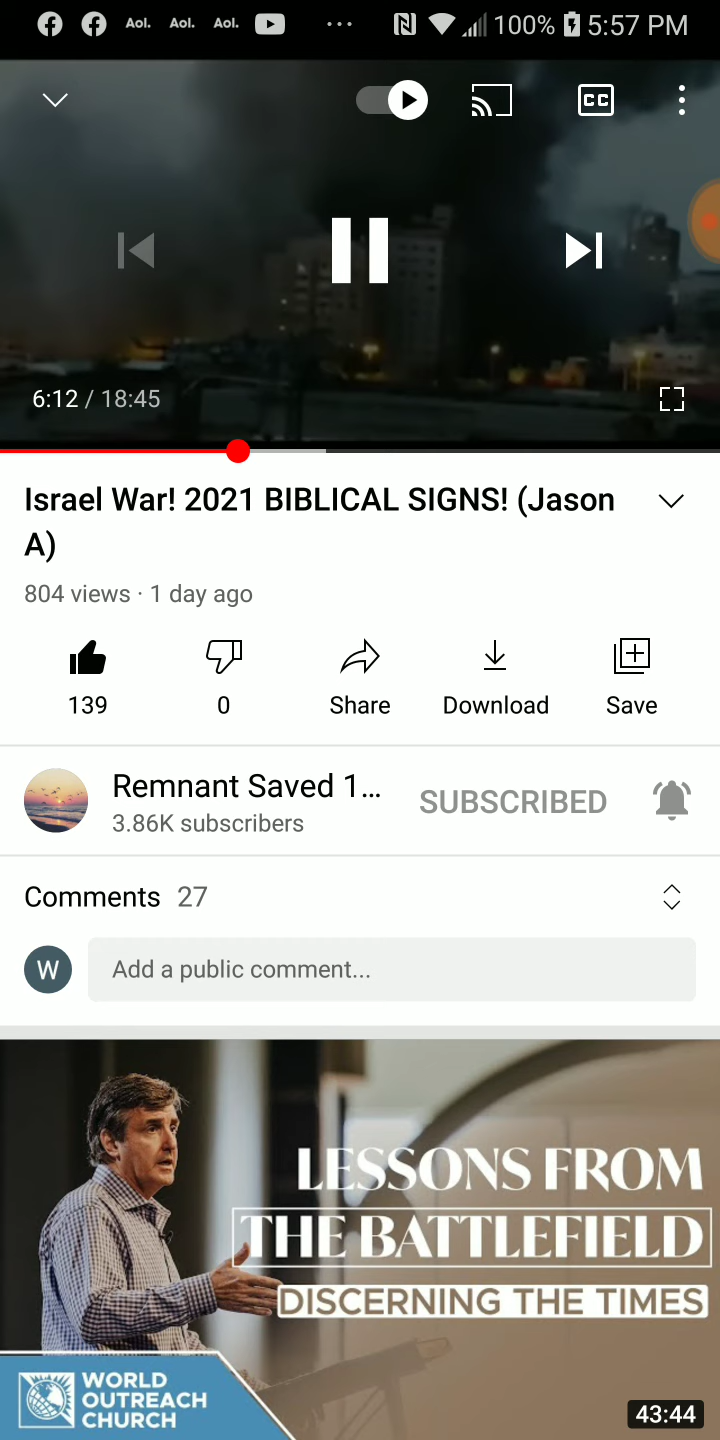 Aol. Aol. Aol. 100% 5:57 PM
CC
6:12 / 18:45
Israel War! 2021 BIBLICAL SIGNS! (Jason
A)
804 views · 1 day ago
139 0 Share Download Save
Remnant Saved 1...
SUBSCRIBED
3.86K subscribers
Comments 27
W Add a public comment...
LESSONS FROM
THE BATTLEFIELD
DISCERNING THE TIMES
WORLD
OUTREACH
CHURCH
43:44